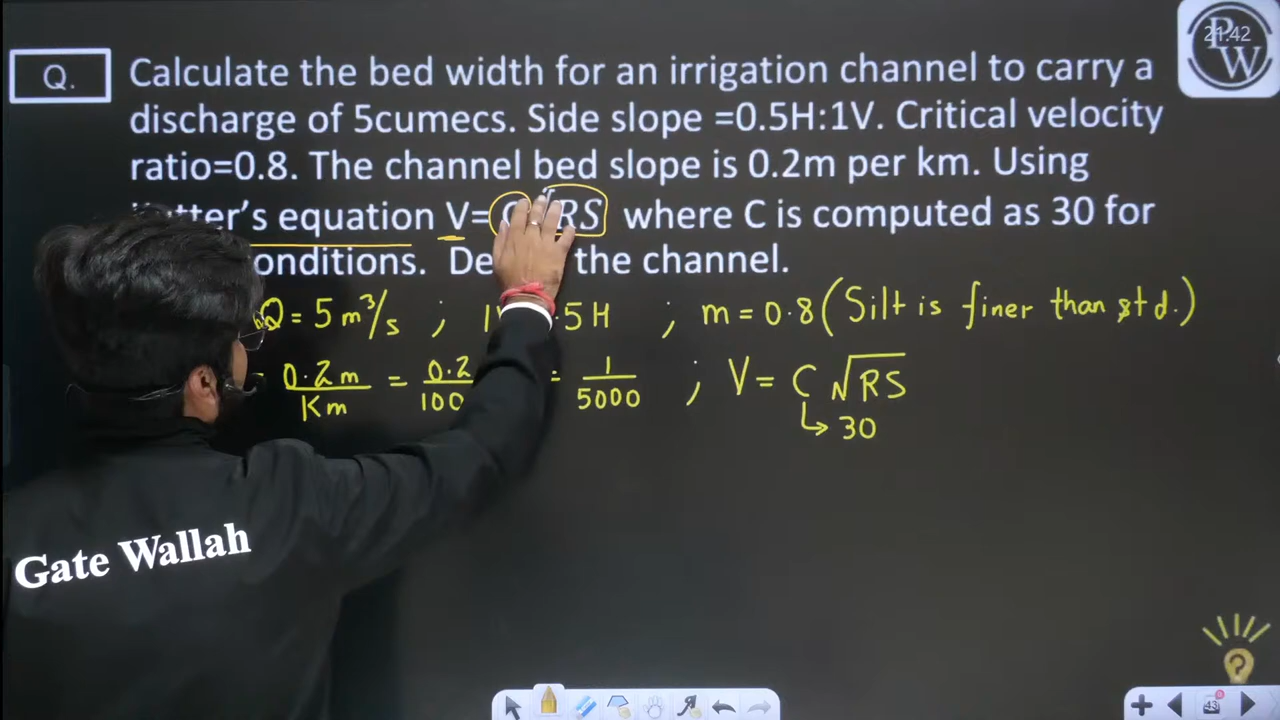 21:42
PW
Q.
Calculate the bed width for an irrigation channel to carry a
discharge of 5cumecs. Side slope =0.5H:1V. Critical velocity
ratio=0.8. The channel bed slope is 0.2m per km. Using
equation V= RS where C is computed as 30 for
the channel.
Q = 5 m³/s ; .5H ; m = 0.8 (Silt is finer than std.)
0.2m/Km = 0.2/100 = 1/5000 ; V = C√RS
↳ 30
Gate Wallah
43